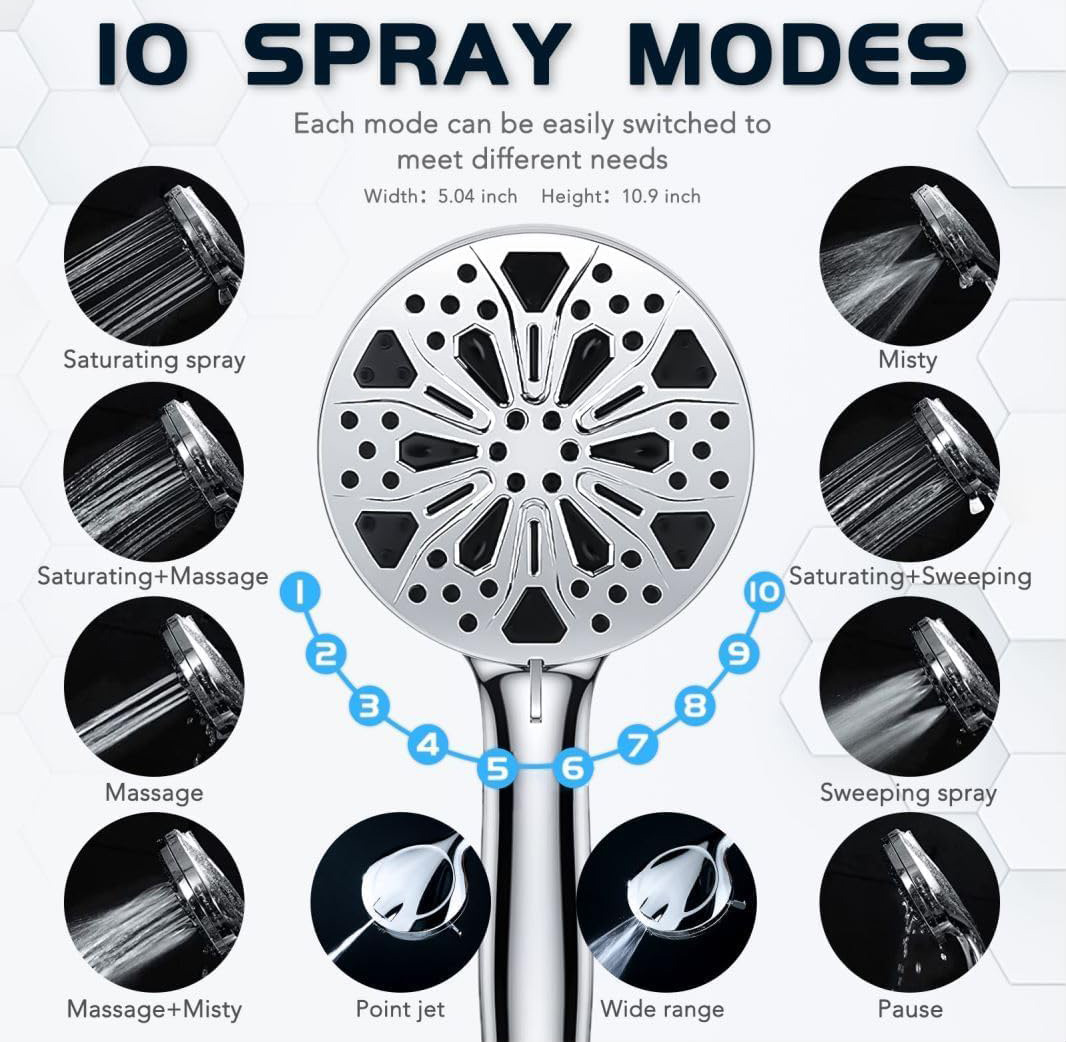 10 SPRAY MODES
Each mode can be easily switched to
meet different needs
Width: 5.04 inch Height: 10.9 inch
Saturating spray
Misty
Saturating+Massage
Saturating+Sweeping
1
2
3
4
5
6
7
8
9
10
Massage
Sweeping spray
Massage+Misty
Point jet
Wide range
Pause